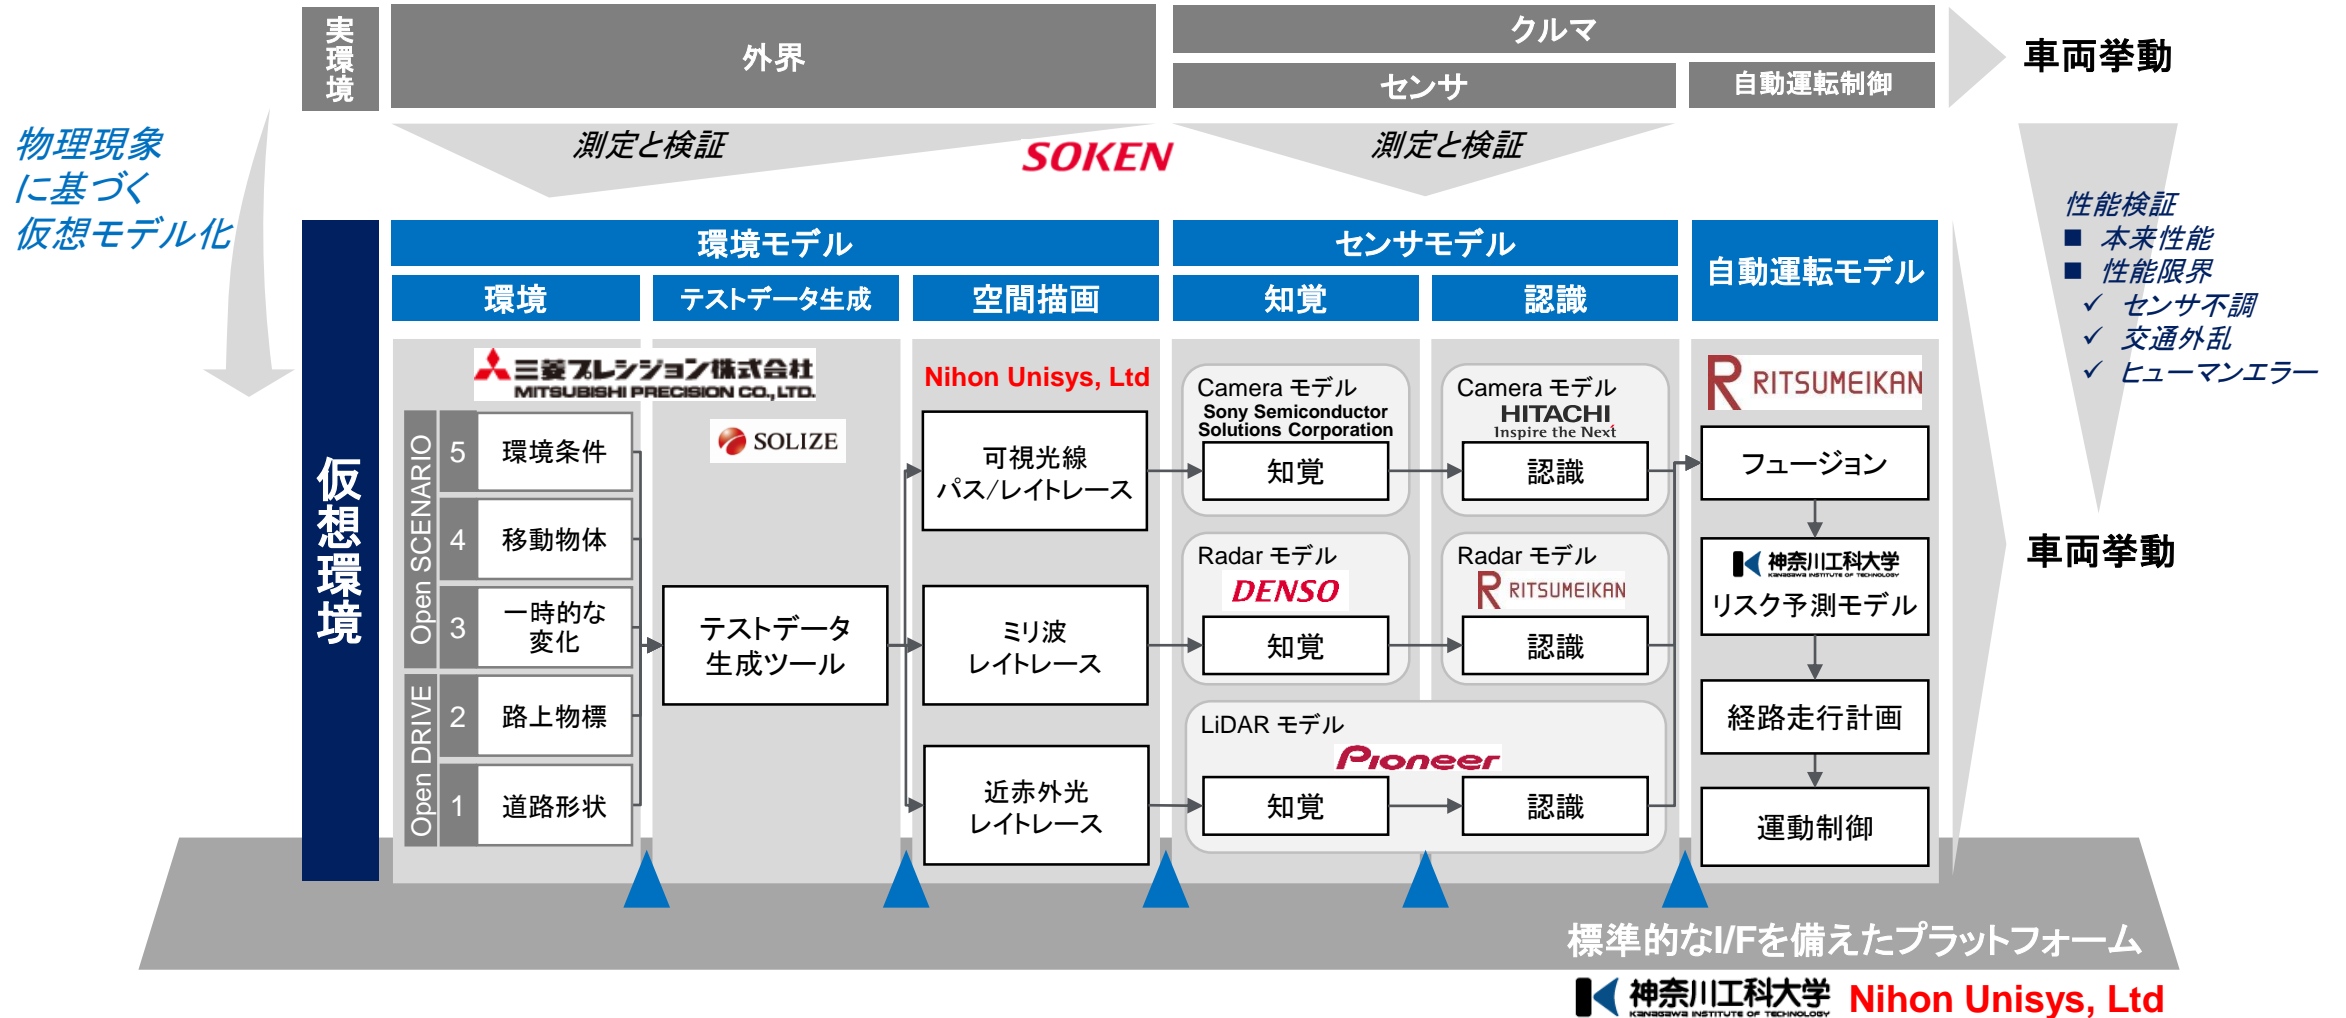 実環境
外界
クルマ
センサ
自動運転制御
車両挙動
物理現象
に基づく
仮想モデル化
測定と検証
SOKEN
測定と検証
性能検証
■ 本来性能
■ 性能限界
✓ センサ不調
✓ 交通外乱
✓ ヒューマンエラー
車両挙動
仮想環境
環境モデル
センサモデル
自動運転モデル
環境
テストデータ生成
空間描画
知覚
認識
三菱プレシジョン株式会社
MITSUBISHI PRECISION CO., LTD.
SOLIZE
Open SCENARIO
5 環境条件
4 移動物体
3 一時的な
変化
Open DRIVE
2 路上物標
1 道路形状
テストデータ
生成ツール
Nihon Unisys, Ltd
可視光線
パス/レイトレース
ミリ波
レイトレース
近赤外光
レイトレース
Camera モデル
Sony Semiconductor
Solutions Corporation
知覚
Camera モデル
HITACHI
Inspire the Next
認識
Radar モデル
DENSO
知覚
Radar モデル
RITSUMEIKAN
認識
LiDAR モデル
Pioneer
知覚
認識
RITSUMEIKAN
フュージョン
神奈川工科大学
KANAGAWA INSTITUTE OF TECHNOLOGY
リスク予測モデル
経路走行計画
運動制御
標準的なI/Fを備えたプラットフォーム
神奈川工科大学
KANAGAWA INSTITUTE OF TECHNOLOGY
Nihon Unisys, Ltd